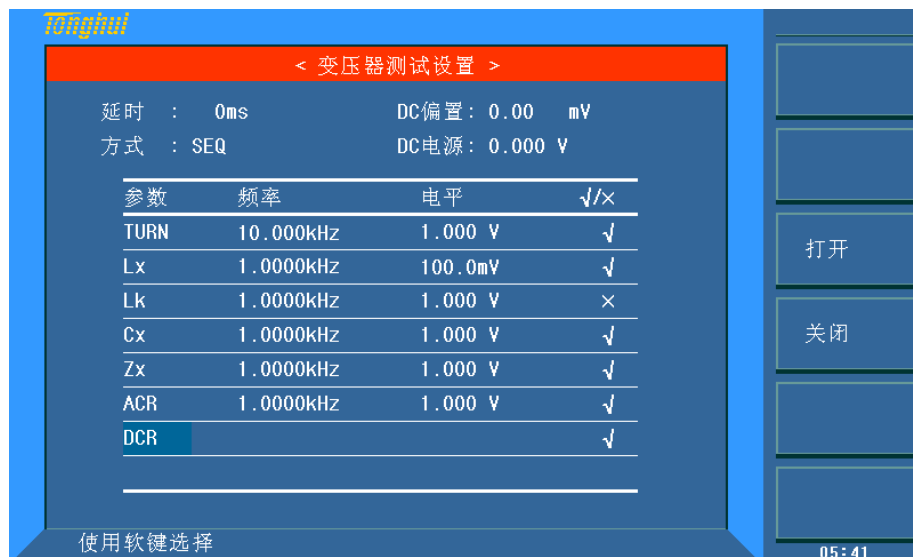 Tonghui
< 变压器测试设置 >
延时 : 0ms DC偏置: 0.00 mV
方式 : SEQ DC电源: 0.000 V
参数 频率 电平 √/×
TURN 10.000kHz 1.000 V √
Lx 1.0000kHz 100.0mV √
Lk 1.0000kHz 1.000 V ×
Cx 1.0000kHz 1.000 V √
Zx 1.0000kHz 1.000 V √
ACR 1.0000kHz 1.000 V √
DCR √
打开
关闭
使用软键选择
05:41